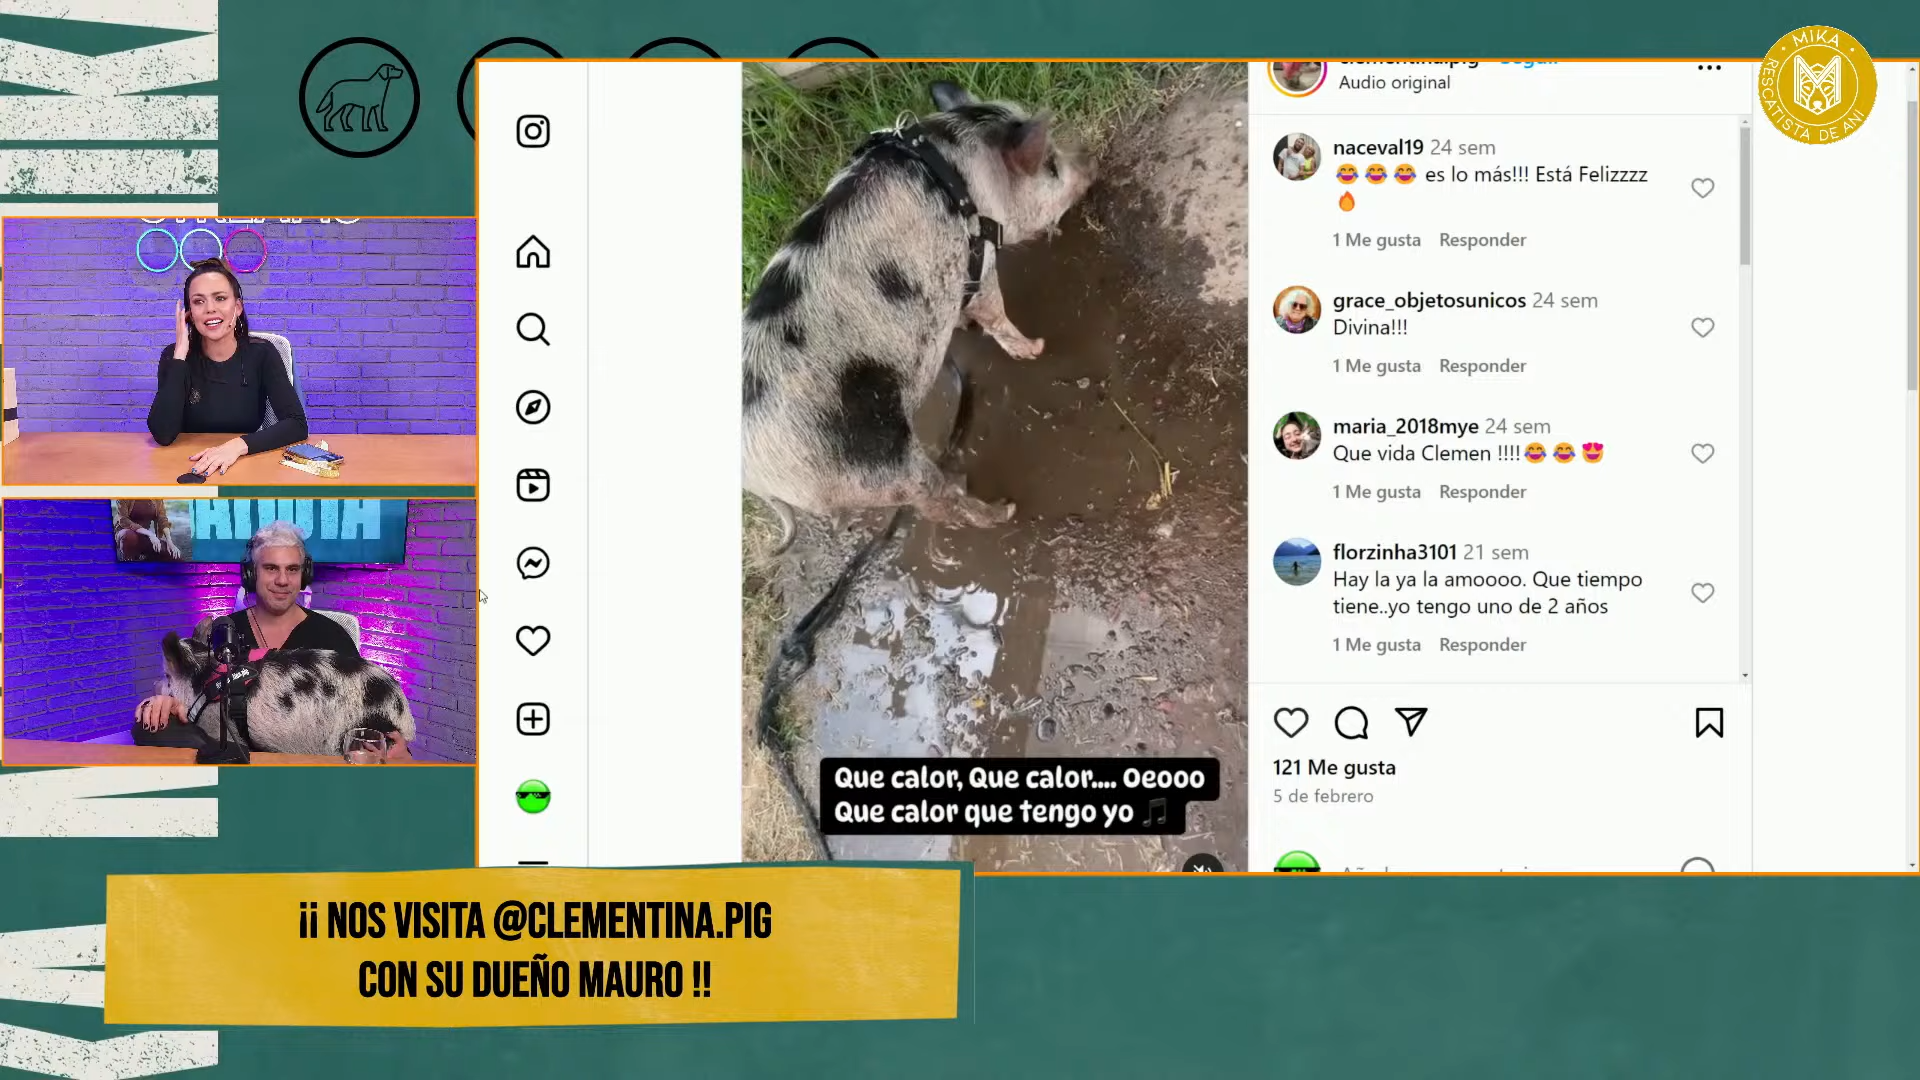 MIKA
RESCATISTA DE ANI
Audio original
naceval19 24 sem
😂😂😂 es lo más!!! Está Felizzzz
🔥
1 Me gusta Responder
grace_objetosunicos 24 sem
Divina!!!
1 Me gusta Responder
maria_2018mye 24 sem
Que vida Clemen !!!!😂😂😍
1 Me gusta Responder
florzinha3101 21 sem
Hay la ya la amoooo. Que tiempo
tiene..yo tengo uno de 2 años
1 Me gusta Responder
121 Me gusta
5 de febrero
Que calor, Que calor.... Oeooo
Que calor que tengo yo 🎵
¡¡ NOS VISITA @CLEMENTINA.PIG
CON SU DUEÑO MAURO !!